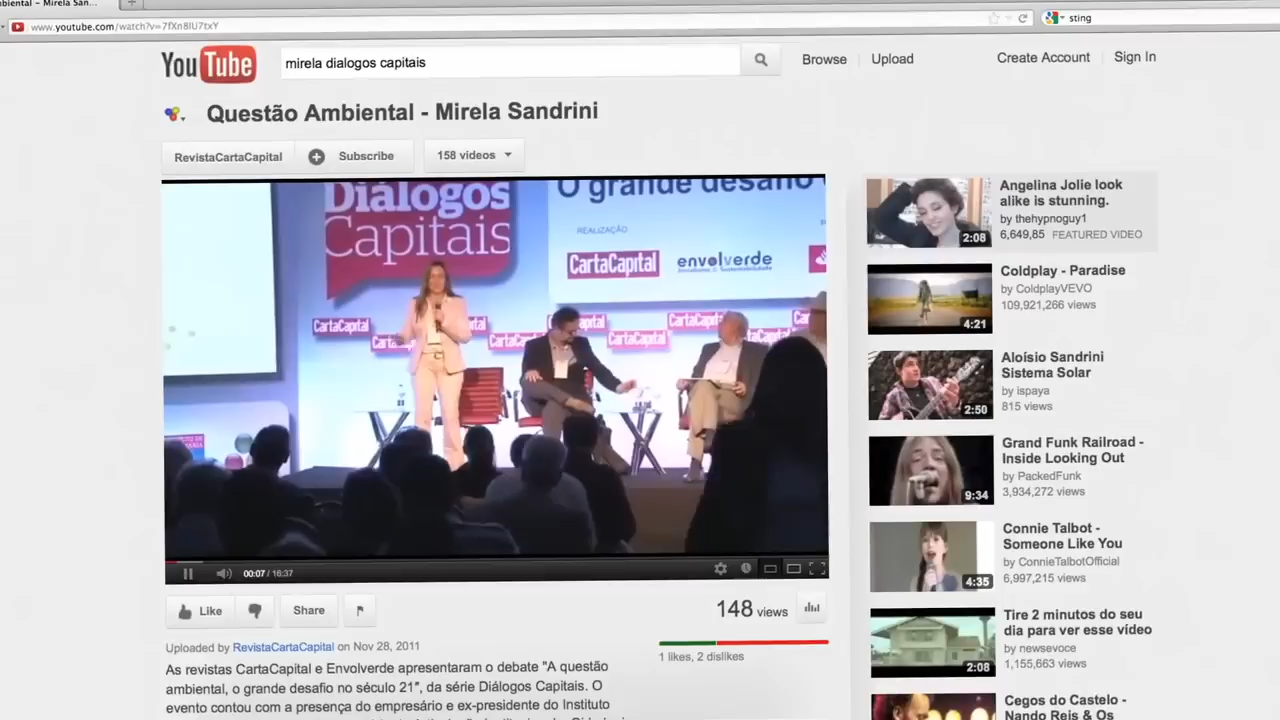 biental – Mirela San...
www.youtube.com/watch?v=7fXn8IU7txY
sting
YouTube
mirela dialogos capitais
Browse
Upload
Create Account
Sign In
Questão Ambiental - Mirela Sandrini
RevistaCartaCapital
Subscribe
158 videos
Diálogos
Capitais
O grande desafio
REALIZAÇÃO
CartaCapital
envolverde
CartaCapital
CartaCapital
CartaCapital
CartaCapital
00:07 / 16:37
Like
Share
148 views
Uploaded by RevistaCartaCapital on Nov 28, 2011
1 likes, 2 dislikes
As revistas CartaCapital e Envolverde apresentaram o debate "A questão
ambiental, o grande desafio no século 21", da série Diálogos Capitais. O
evento contou com a presença do empresário e ex-presidente do Instituto
Angelina Jolie look
alike is stunning.
by thehypnoguy1
6,649,85 FEATURED VIDEO
2:08
Coldplay - Paradise
by ColdplayVEVO
109,921,266 views
4:21
Aloísio Sandrini
Sistema Solar
by ispaya
815 views
2:50
Grand Funk Railroad -
Inside Looking Out
by PackedFunk
3,934,272 views
9:34
Connie Talbot -
Someone Like You
by ConnieTalbotOfficial
6,997,215 views
4:35
Tire 2 minutos do seu
dia para ver esse vídeo
by newsevoce
1,155,663 views
2:08
Cegos do Castelo -
Nando Reis & Os